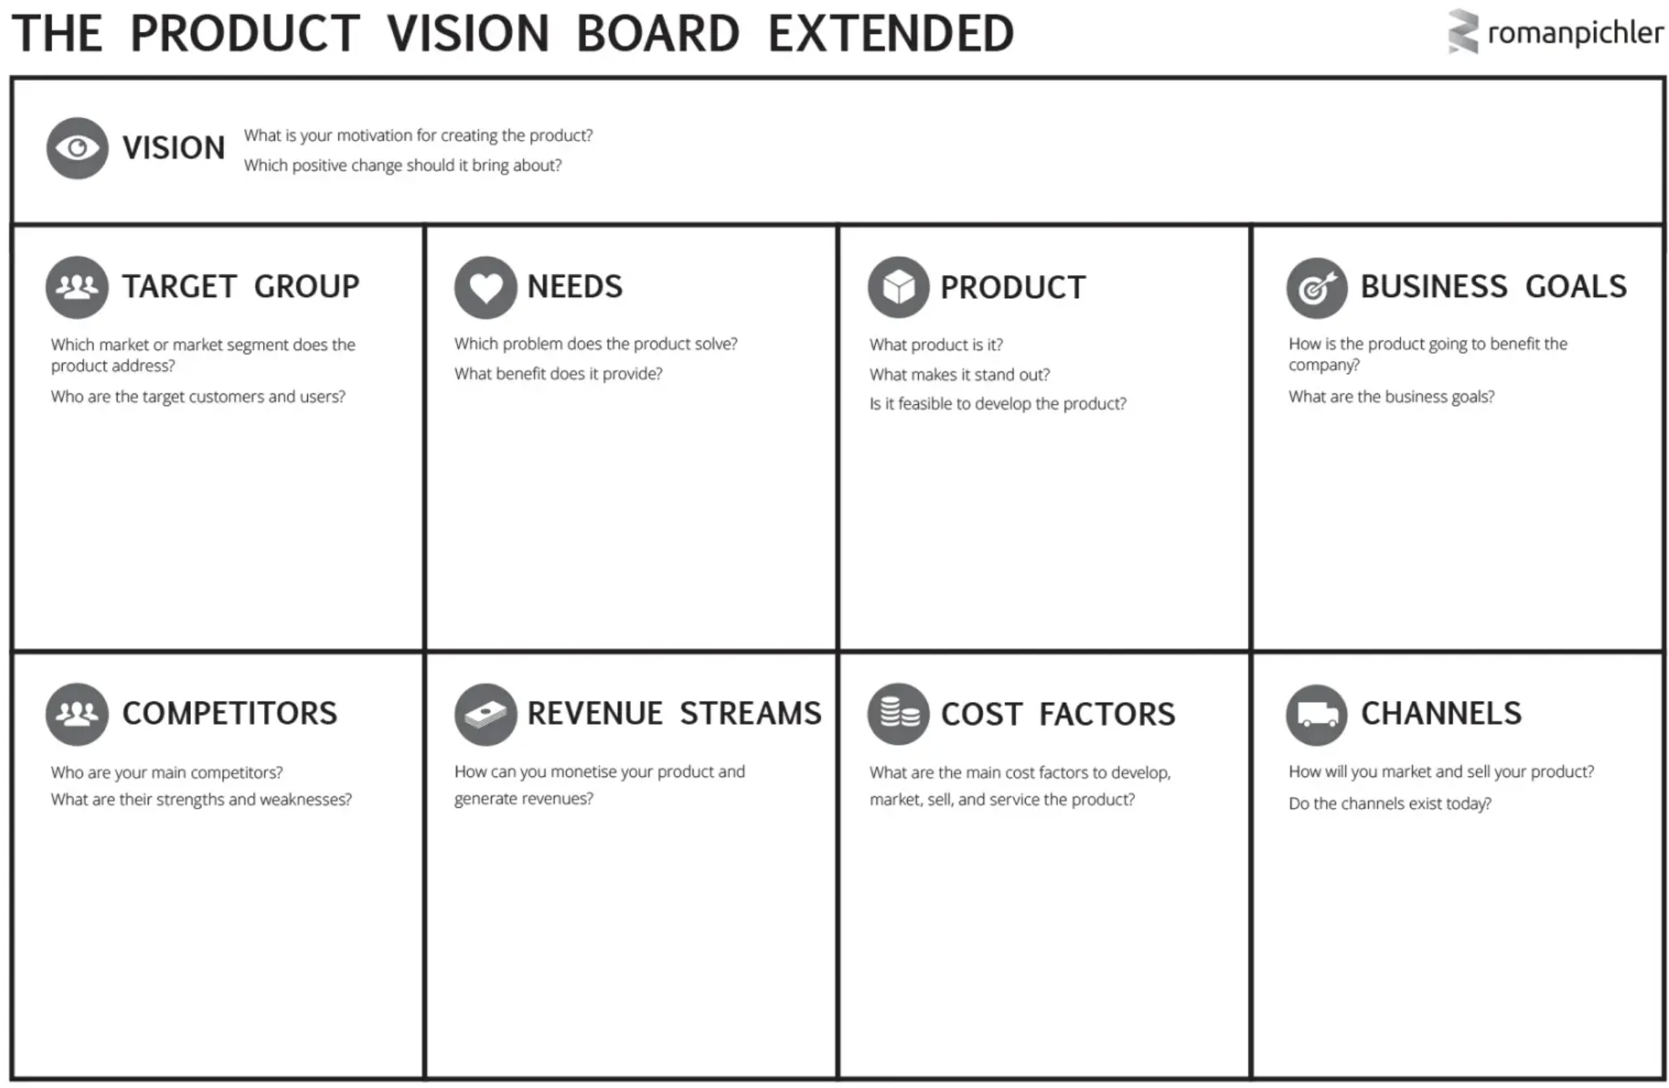 THE PRODUCT VISION BOARD EXTENDED
romanpichler
VISION
What is your motivation for creating the product?
Which positive change should it bring about?
TARGET GROUP
Which market or market segment does the
product address?
Who are the target customers and users?
NEEDS
Which problem does the product solve?
What benefit does it provide?
PRODUCT
What product is it?
What makes it stand out?
Is it feasible to develop the product?
BUSINESS GOALS
How is the product going to benefit the
company?
What are the business goals?
COMPETITORS
Who are your main competitors?
What are their strengths and weaknesses?
REVENUE STREAMS
How can you monetise your product and
generate revenues?
COST FACTORS
What are the main cost factors to develop,
market, sell, and service the product?
CHANNELS
How will you market and sell your product?
Do the channels exist today?